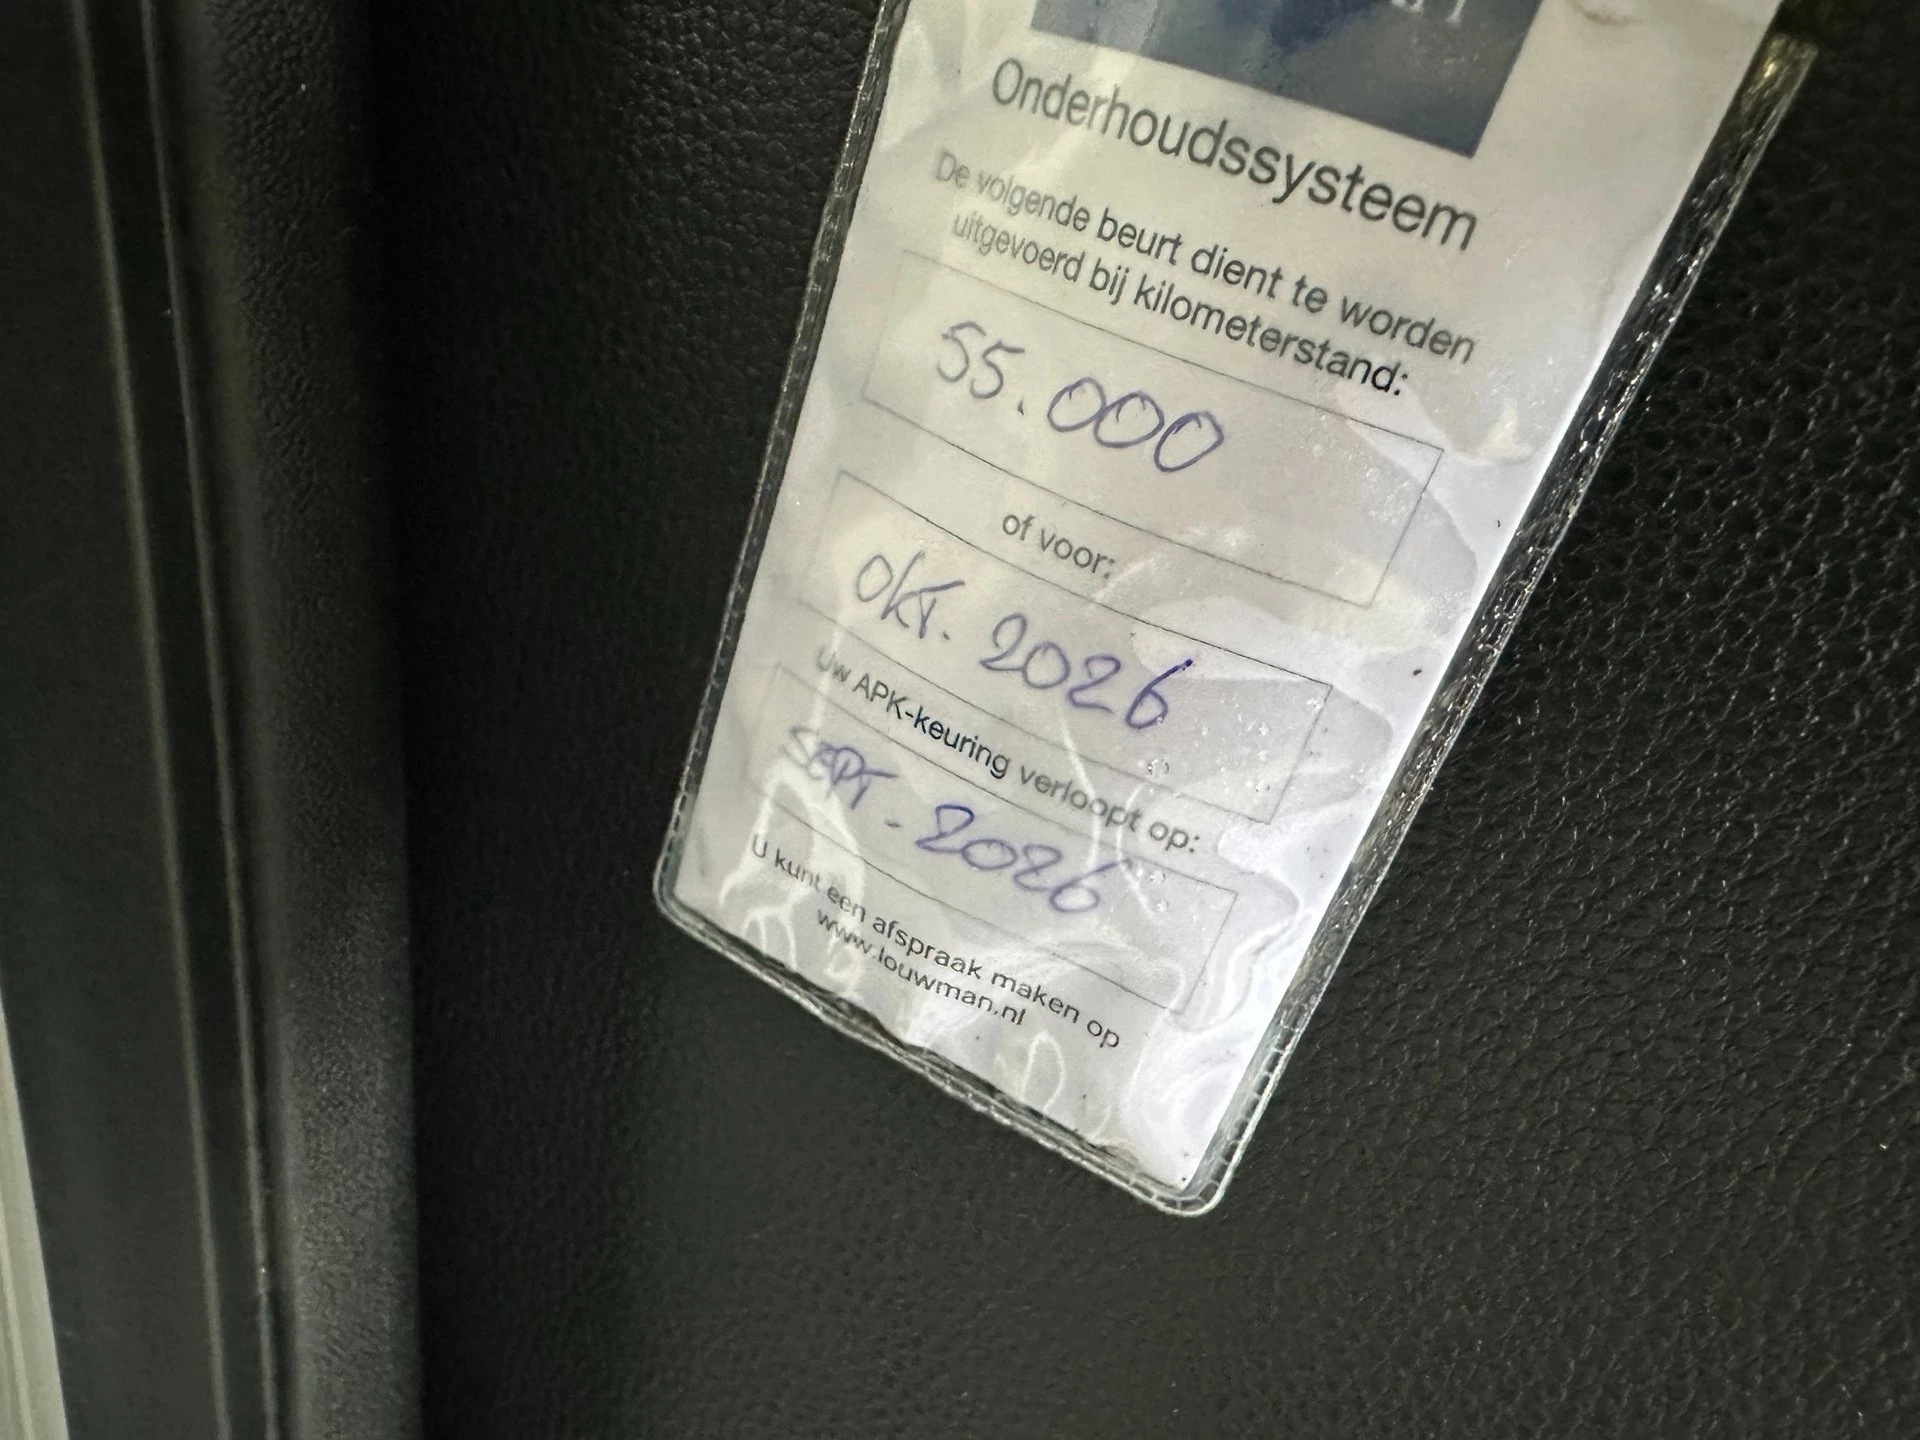 Onderhoudssysteem
De volgende beurt dient te worden
uitgevoerd bij kilometerstand:
55.000
of voor:
OKT. 2026
Uw APK-keuring verloopt op:
SEPT. 2026
U kunt een afspraak maken op
www.louwman.nl